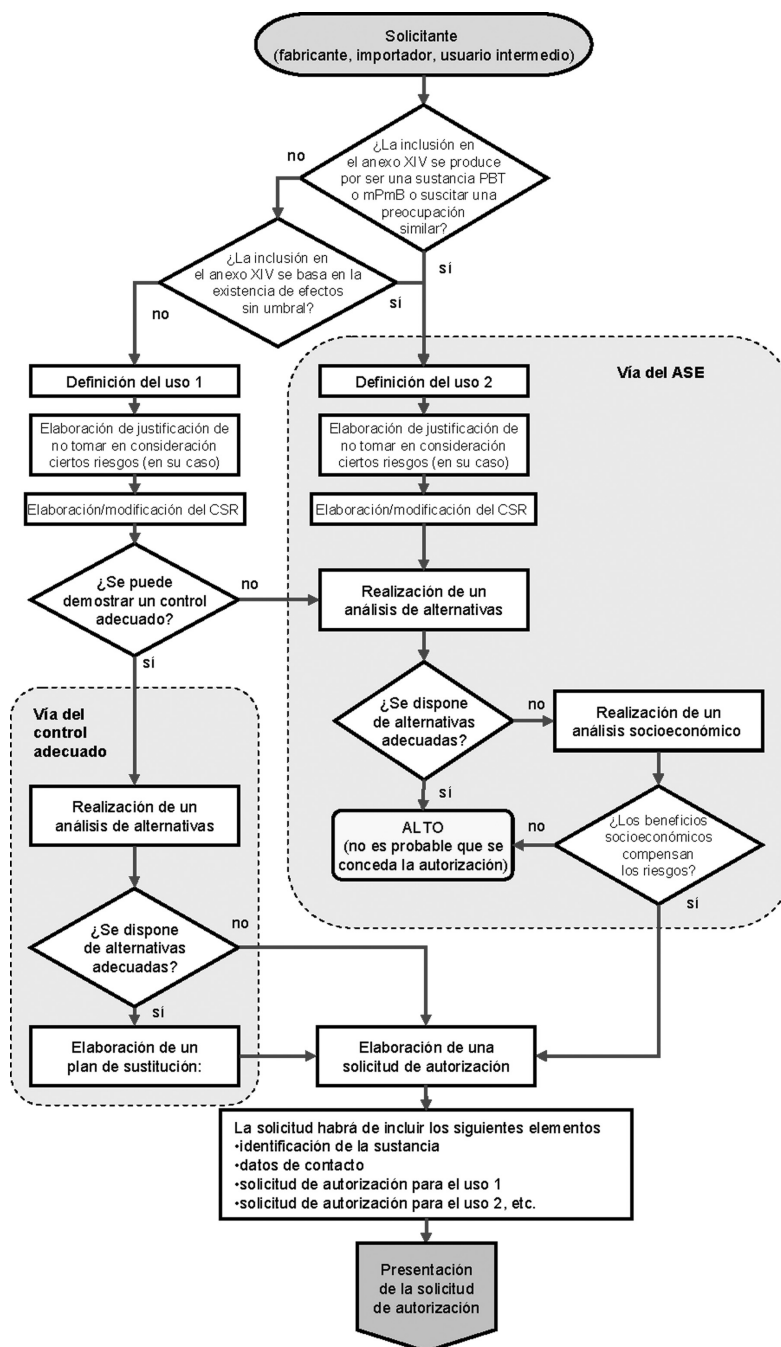 Solicitante
(fabricante, importador, usuario intermedio)
¿La inclusión en
el anexo XIV se produce
por ser una sustancia PBT
o mPmB o suscitar una
preocupación
similar?
no
sí
¿La inclusión en
el anexo XIV se basa en la
existencia de efectos
sin umbral?
no
sí
Definición del uso 1
Elaboración de justificación de
no tomar en consideración
ciertos riesgos (en su caso)
Elaboración/modificación del CSR
¿Se puede
demostrar un control
adecuado?
no
sí
Vía del ASE
Definición del uso 2
Elaboración de justificación de
no tomar en consideración
ciertos riesgos (en su caso)
Elaboración/modificación del CSR
Realización de un
análisis de alternativas
¿Se dispone
de alternativas
adecuadas?
no
sí
Realización de un
análisis socioeconómico
ALTO
(no es probable que se
conceda la autorización)
no
¿Los beneficios
socioeconómicos
compensan
los riesgos?
sí
Vía del
control
adecuado
Realización de un
análisis de alternativas
¿Se dispone
de alternativas
adecuadas?
no
sí
Elaboración de un
plan de sustitución:
Elaboración de una
solicitud de autorización
La solicitud habrá de incluir los siguientes elementos
•identificación de la sustancia
•datos de contacto
•solicitud de autorización para el uso 1
•solicitud de autorización para el uso 2, etc.
Presentación
de la solicitud
de autorización